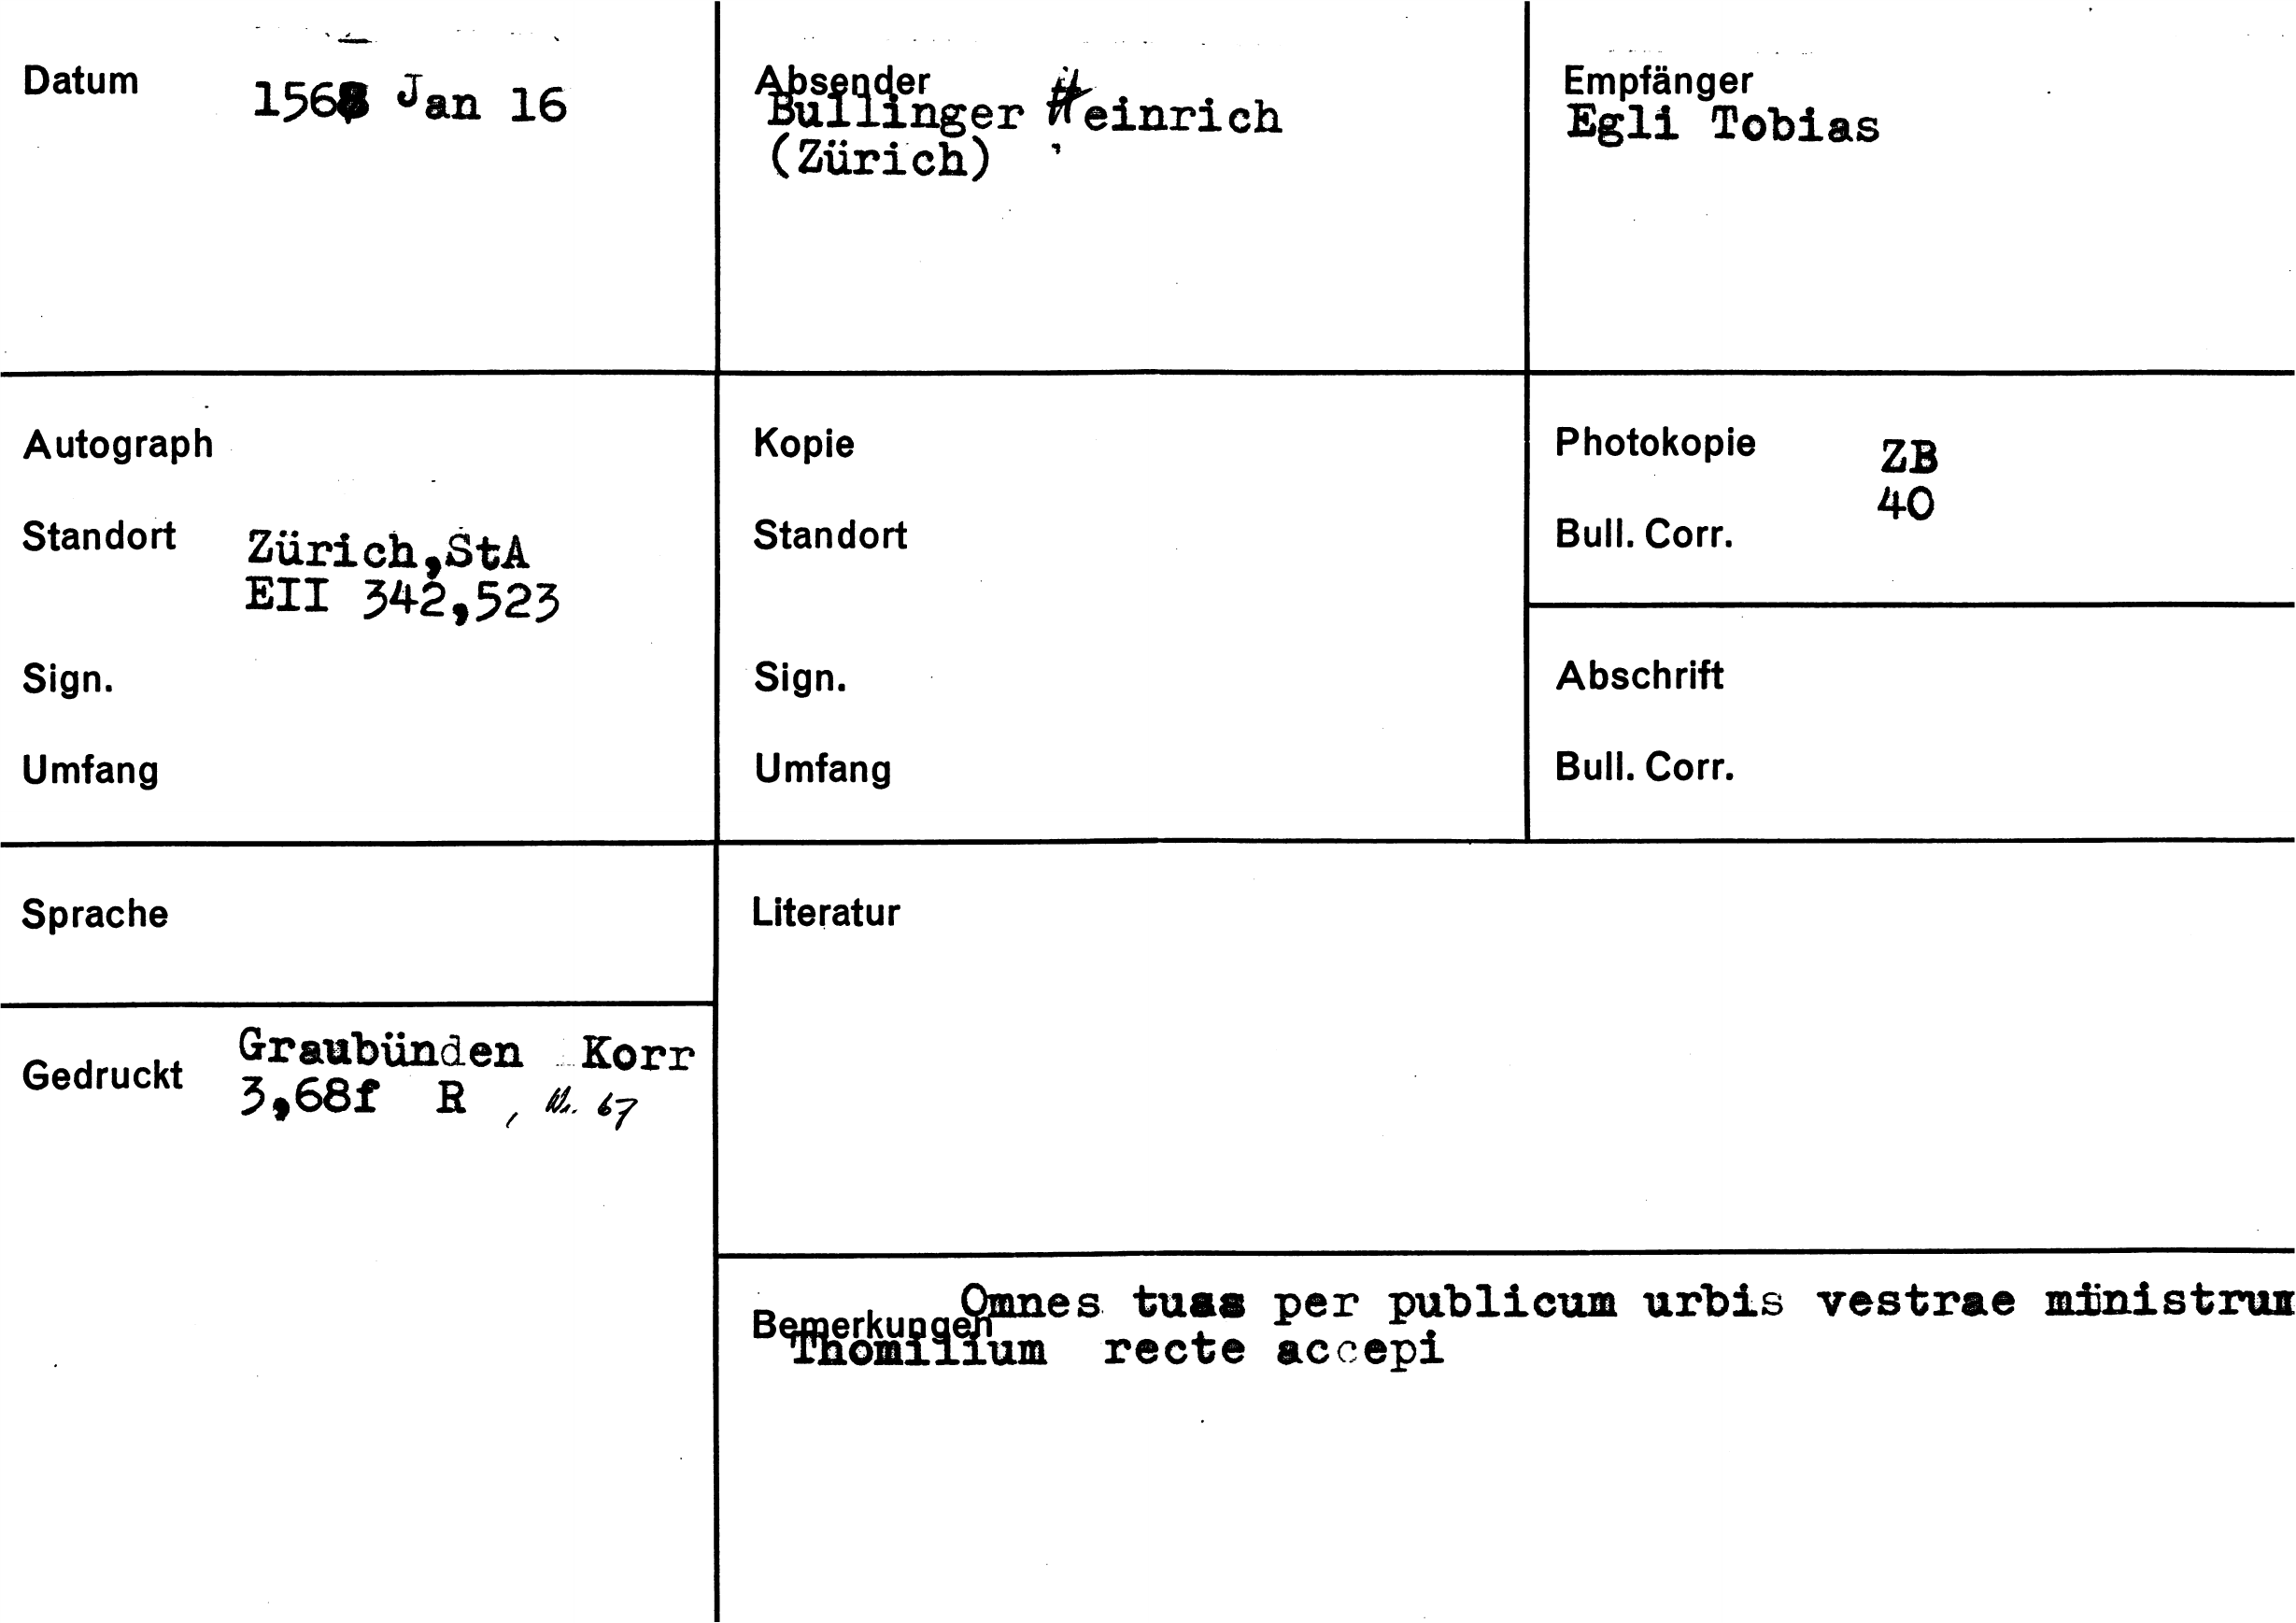 Datum
1568 Jan 16
Absender
Bullinger Heinrich
(Zürich)
Empfänger
Egli Tobias
Autograph
Standort
Zürich,StA
EII 342,523
Sign.
Umfang
Kopie
Standort
Sign.
Umfang
Photokopie
ZB
40
Bull. Corr.
Abschrift
Bull. Corr.
Sprache
Literatur
Gedruckt
Graubünden Korr
3,68f R , Nr. 67
Bemerkungen
Omnes tuas per publicum urbis vestrae ministrum
Thomilium recte accepi